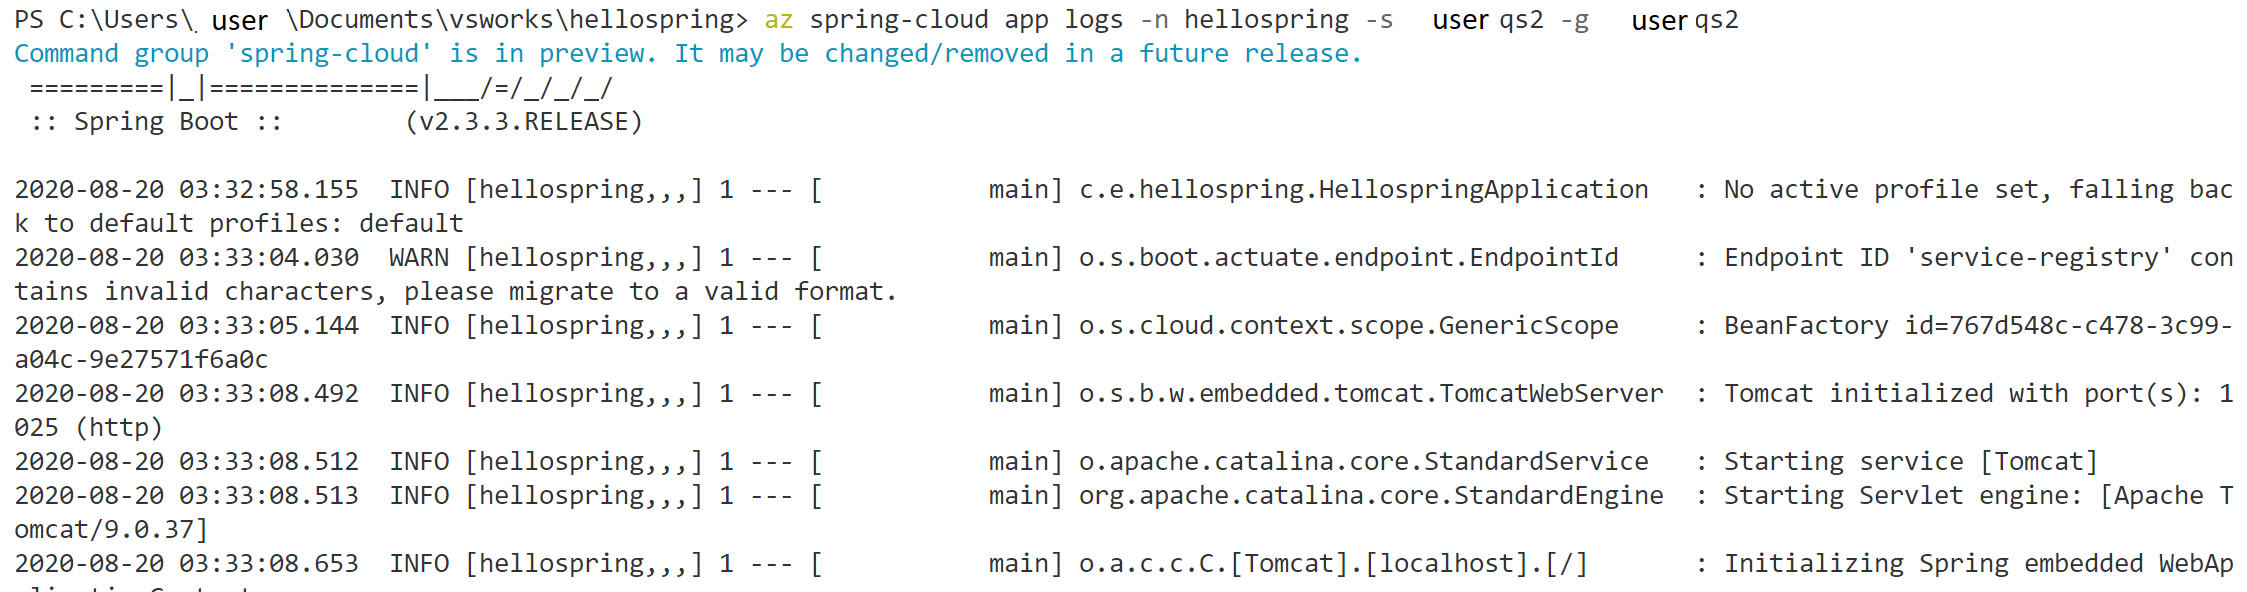 PS C:\Users\. user \Documents\vsworks\hellospring> az spring-cloud app logs -n hellospring -s user qs2 -g user qs2
Command group 'spring-cloud' is in preview. It may be changed/removed in a future release.
 =========|_|==============|___/=/_/_/_/
 :: Spring Boot ::        (v2.3.3.RELEASE)
2020-08-20 03:32:58.155  INFO [hellospring,,,] 1 --- [           main] c.e.hellospring.HellospringApplication   : No active profile set, falling bac
k to default profiles: default
2020-08-20 03:33:04.030  WARN [hellospring,,,] 1 --- [           main] o.s.boot.actuate.endpoint.EndpointId     : Endpoint ID 'service-registry' con
tains invalid characters, please migrate to a valid format.
2020-08-20 03:33:05.144  INFO [hellospring,,,] 1 --- [           main] o.s.cloud.context.scope.GenericScope     : BeanFactory id=767d548c-c478-3c99-
a04c-9e27571f6a0c
2020-08-20 03:33:08.492  INFO [hellospring,,,] 1 --- [           main] o.s.b.w.embedded.tomcat.TomcatWebServer  : Tomcat initialized with port(s): 1
025 (http)
2020-08-20 03:33:08.512  INFO [hellospring,,,] 1 --- [           main] o.apache.catalina.core.StandardService   : Starting service [Tomcat]
2020-08-20 03:33:08.513  INFO [hellospring,,,] 1 --- [           main] org.apache.catalina.core.StandardEngine  : Starting Servlet engine: [Apache T
omcat/9.0.37]
2020-08-20 03:33:08.653  INFO [hellospring,,,] 1 --- [           main] o.a.c.c.C.[Tomcat].[localhost].[/]       : Initializing Spring embedded WebAp